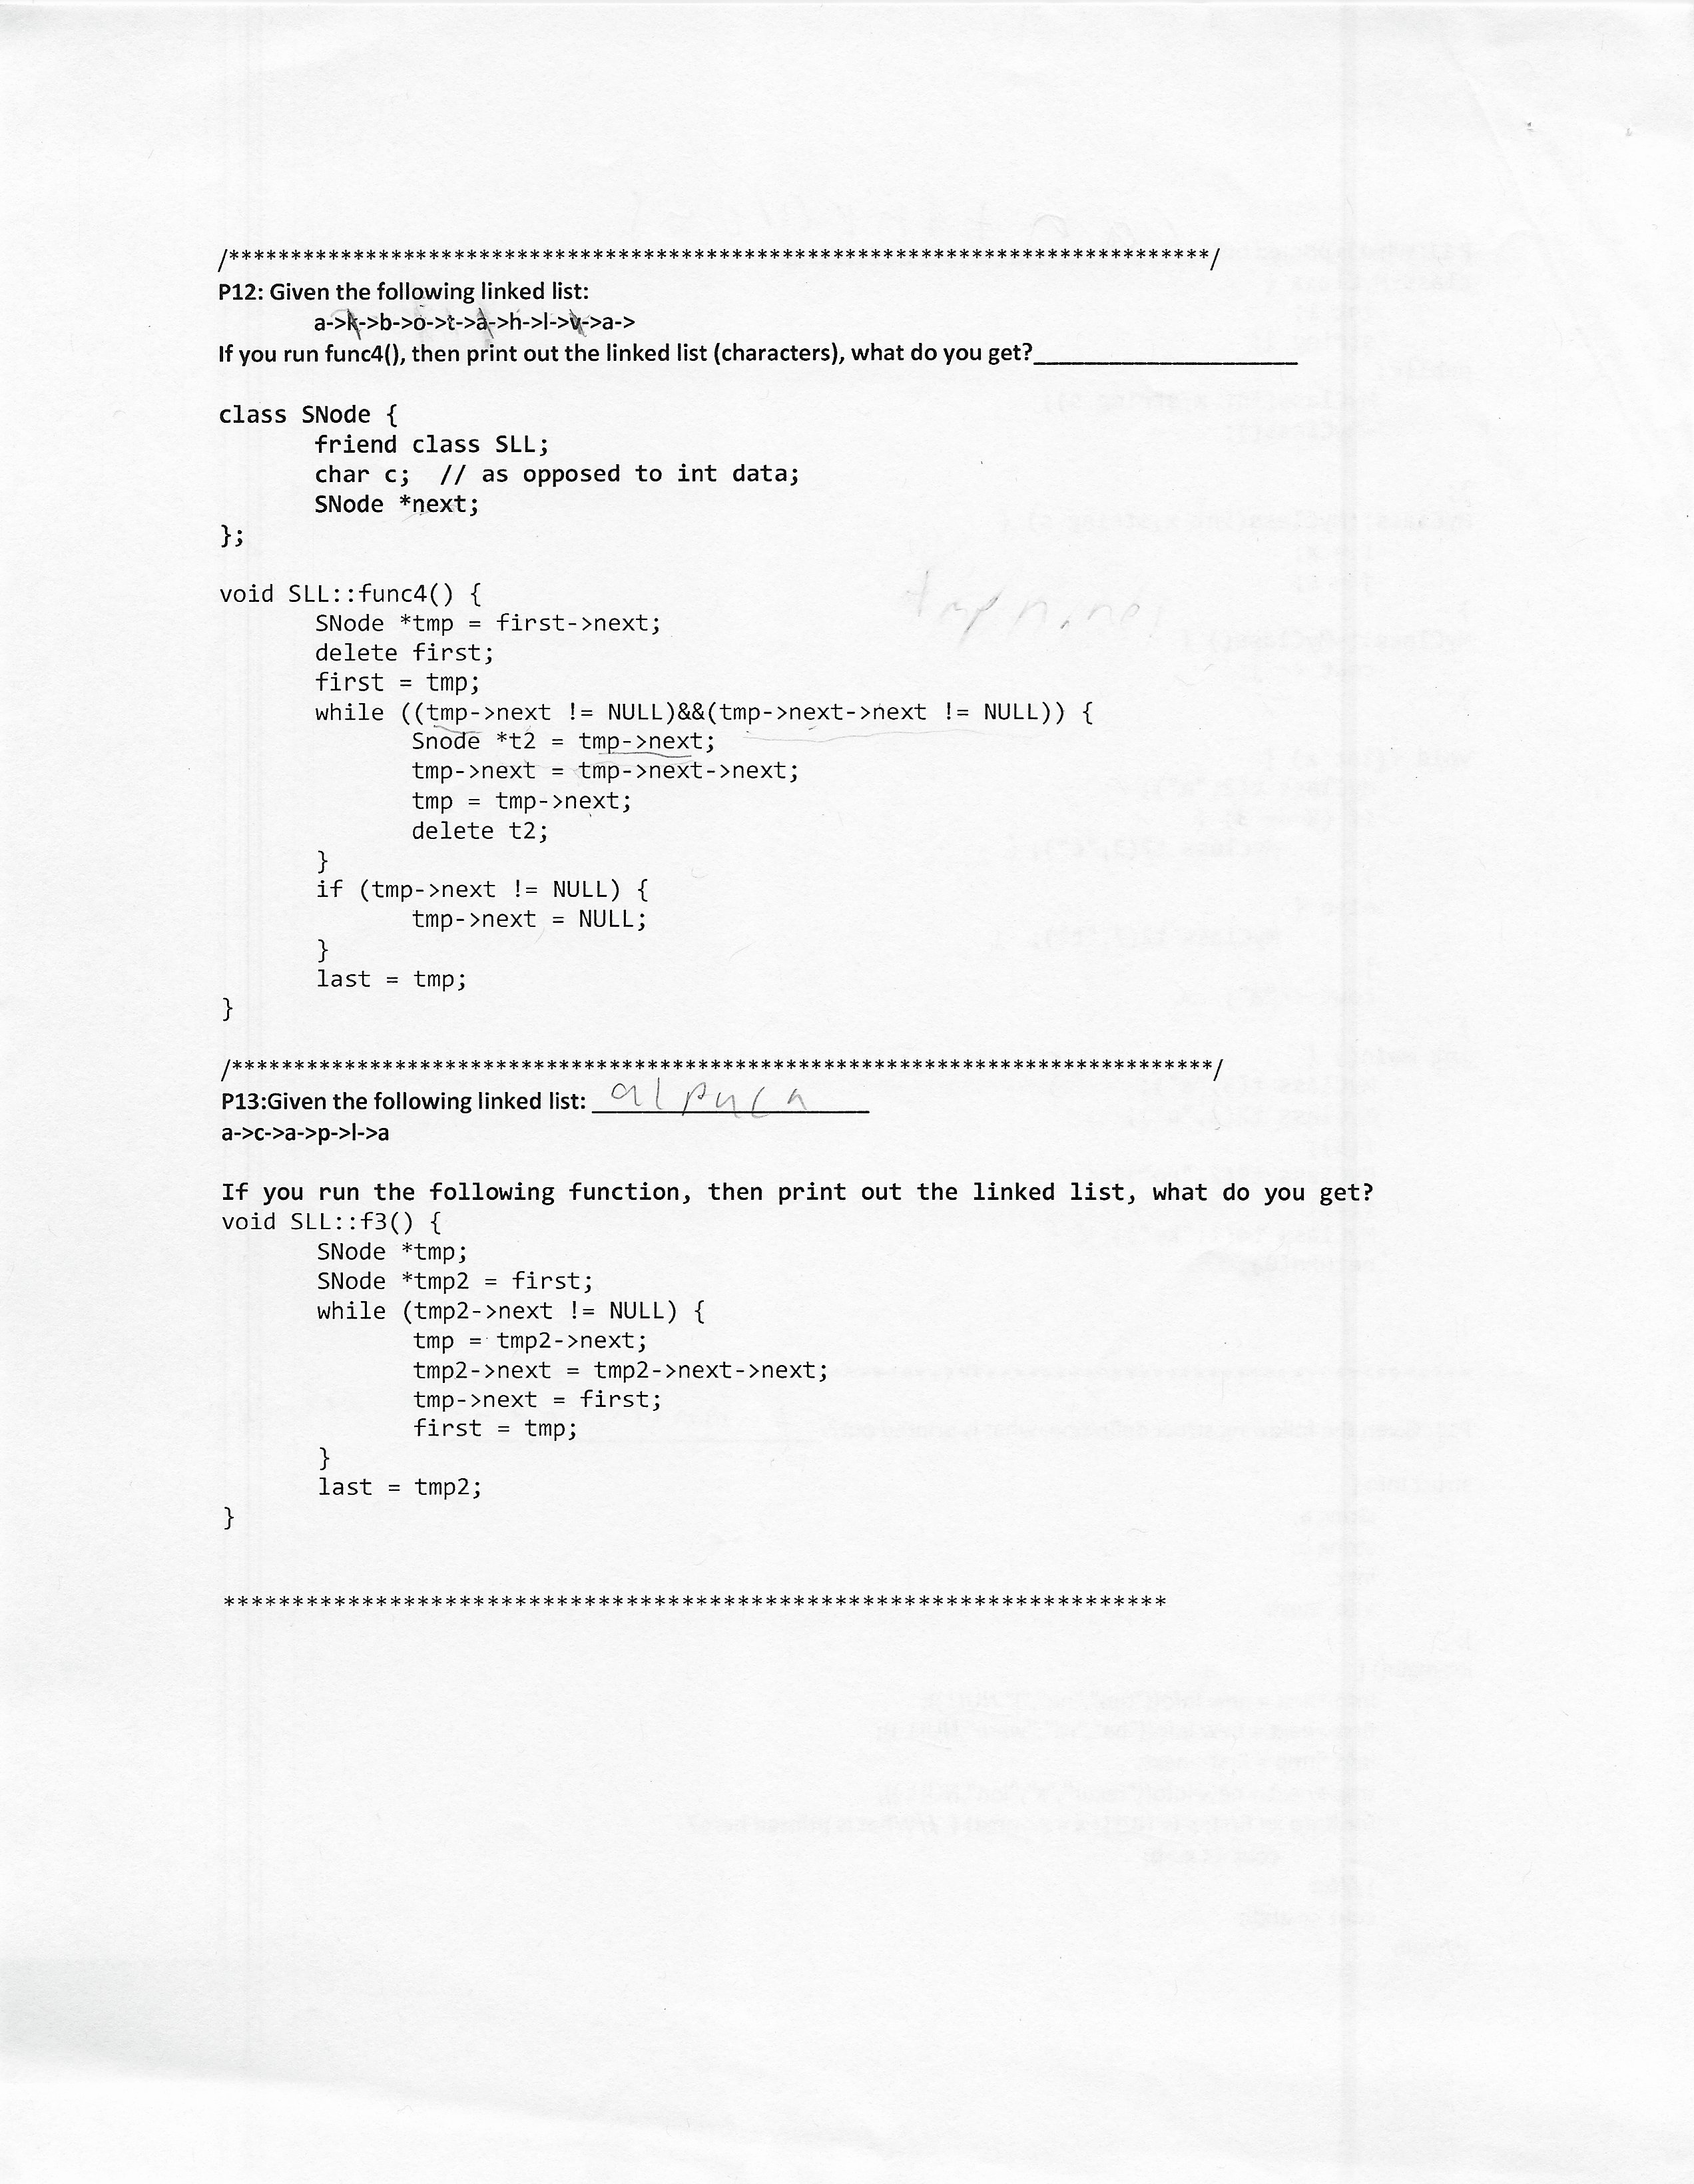 /*******************************************************************************/
P12: Given the following linked list:
a->k->b->o->t->a->h->l->v->a->
If you run func4(), then print out the linked list (characters), what do you get?____________________
class SNode {
friend class SLL;
char c;  // as opposed to int data;
SNode *next;
};
void SLL::func4() {
SNode *tmp = first->next;
delete first;
first = tmp;
while ((tmp->next != NULL)&&(tmp->next->next != NULL)) {
Snode *t2 = tmp->next;
tmp->next = tmp->next->next;
tmp = tmp->next;
delete t2;
}
if (tmp->next != NULL) {
tmp->next = NULL;
}
last = tmp;
}
/*******************************************************************************/
P13:Given the following linked list: alpaca
a->c->a->p->l->a
If you run the following function, then print out the linked list, what do you get?
void SLL::f3() {
SNode *tmp;
SNode *tmp2 = first;
while (tmp2->next != NULL) {
tmp = tmp2->next;
tmp2->next = tmp2->next->next;
tmp->next = first;
first = tmp;
}
last = tmp2;
}
*********************************************************************